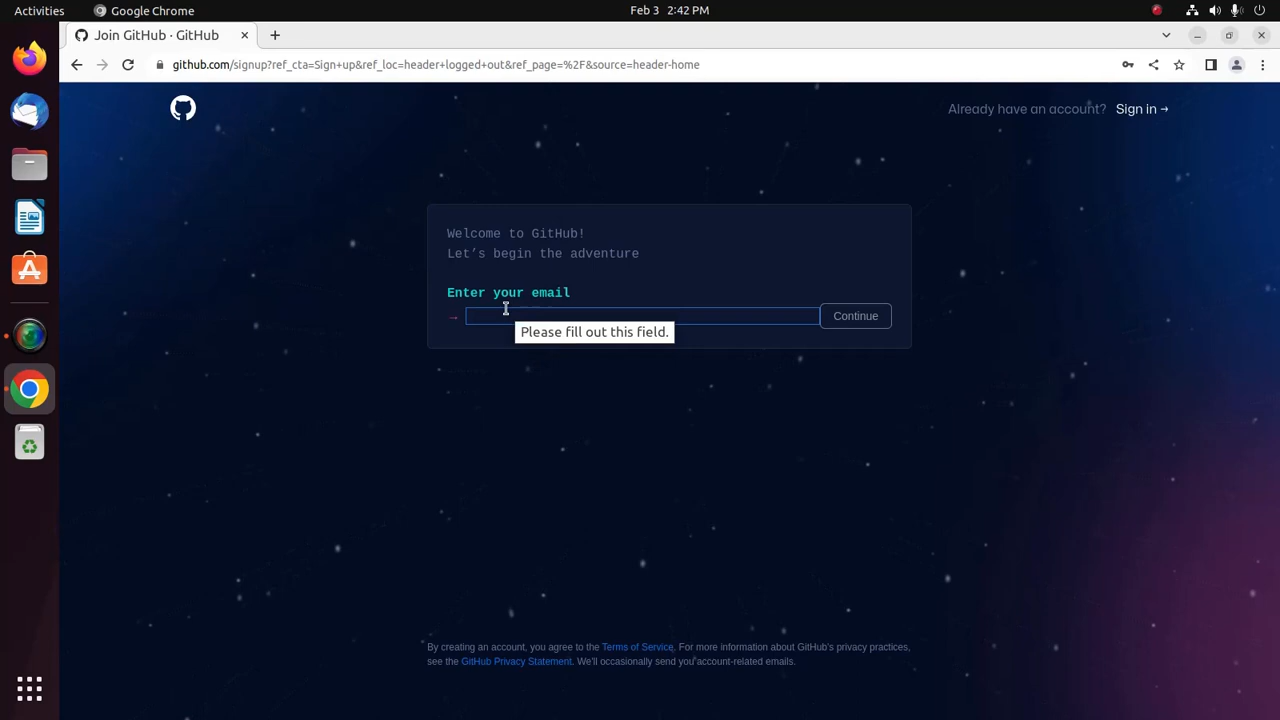 Activities
Google Chrome
Feb 3 2:42 PM
Join GitHub · GitHub
github.com/signup?ref_cta=Sign+up&ref_loc=header+logged+out&ref_page=%2F&source=header-home
Already have an account? Sign in →
Welcome to GitHub!
Let’s begin the adventure
Enter your email
→
Continue
Please fill out this field.
By creating an account, you agree to the Terms of Service. For more information about GitHub's privacy practices,
see the GitHub Privacy Statement. We'll occasionally send you account-related emails.